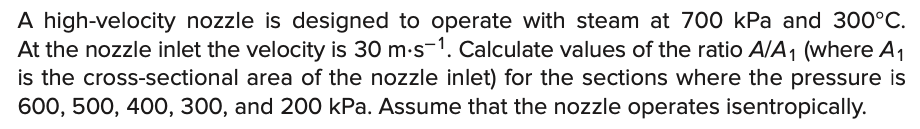 A high-velocity nozzle is designed to operate with steam at 700 kPa and 300°C.
At the nozzle inlet the velocity is 30 m·s⁻¹. Calculate values of the ratio A/A₁ (where A₁
is the cross-sectional area of the nozzle inlet) for the sections where the pressure is
600, 500, 400, 300, and 200 kPa. Assume that the nozzle operates isentropically.